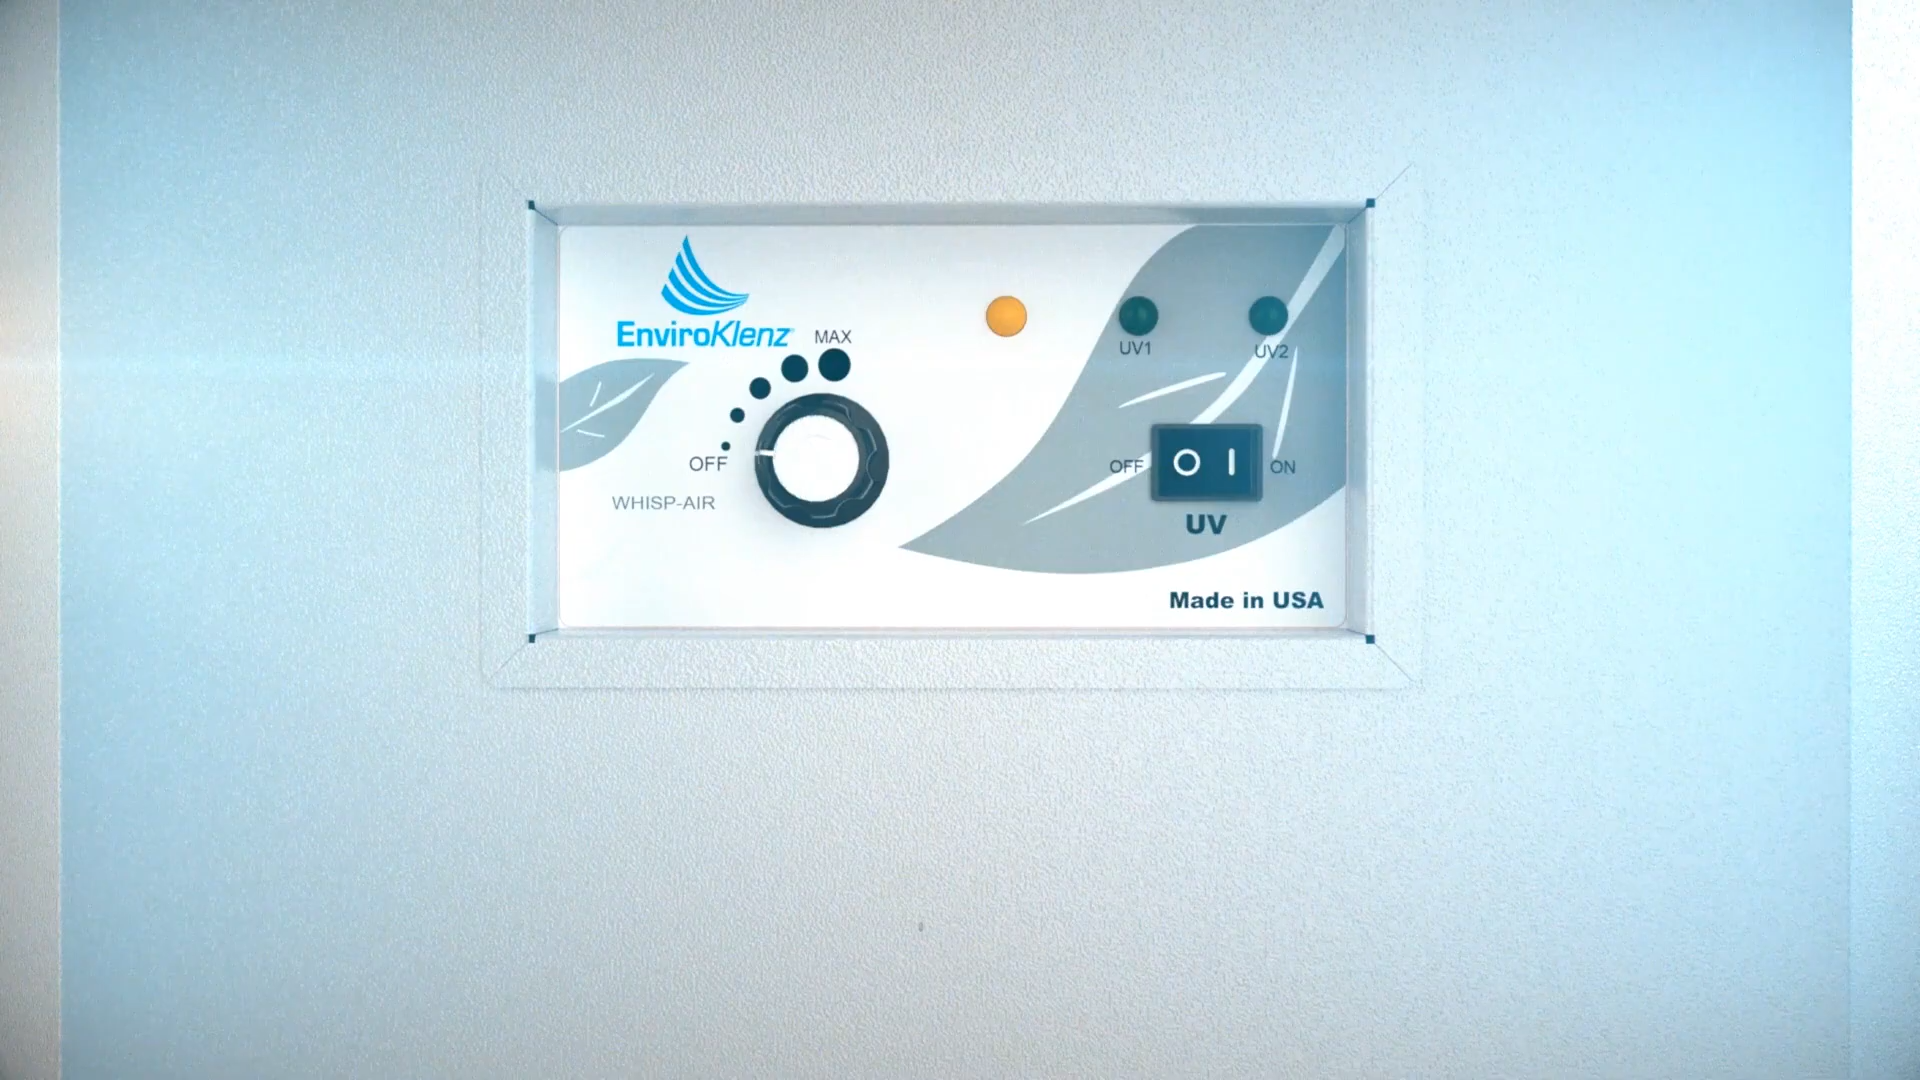 EnviroKlenz
MAX
OFF
WHISP-AIR
UV1
UV2
OFF
O I
ON
UV
Made in USA